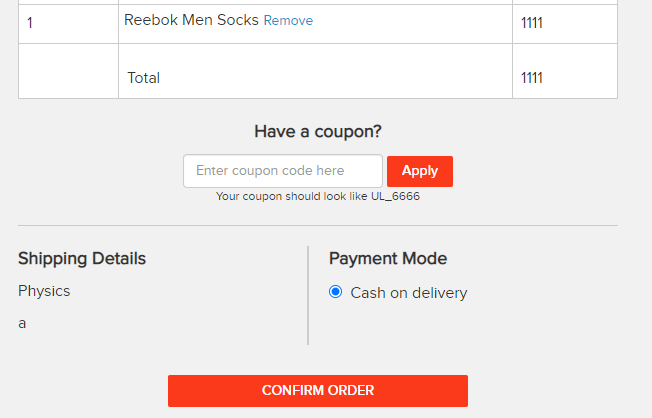 1 Reebok Men Socks Remove 1111
Total 1111
Have a coupon?
Enter coupon code here Apply
Your coupon should look like UL_6666
Shipping Details
Physics
a
Payment Mode
Cash on delivery
CONFIRM ORDER